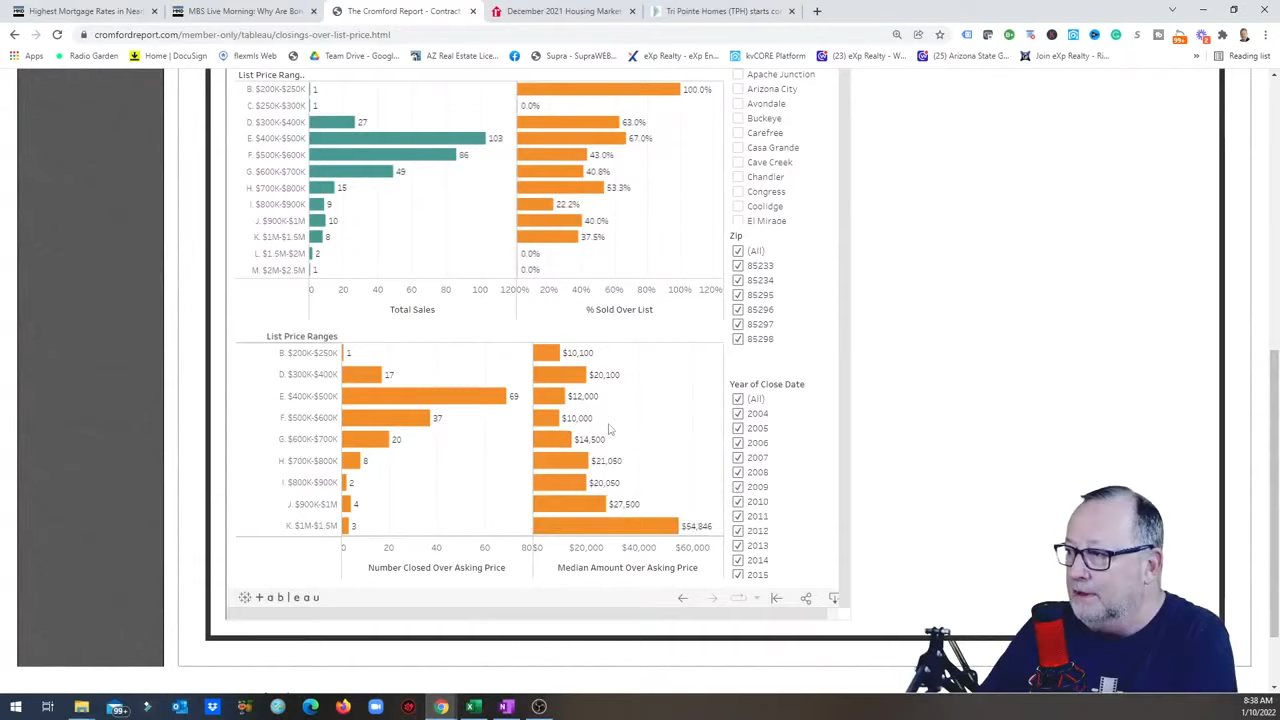 Highest Mortgage Rates in Near
MBS Live Morning: Why Are Bon
The Cromford Report - Contract
December 2021 Housing Market
Tri Pointe Homes (TPH) starts co
cromfordreport.com/member-only/tableau/closings-over-list-price.html
Apps
Radio Garden
Home | DocuSign
flexmls Web
Team Drive - Googl...
AZ Real Estate Lice...
Supra - SupraWEB...
eXp Realty - eXp En...
kvCORE Platform
(23) eXp Realty - W...
(25) Arizona State G...
Join eXp Realty - Ri...
»
Reading list
List Price Rang..
B. $200K-$250K 1 100.0%
C. $250K-$300K 1 0.0%
D. $300K-$400K 27 63.0%
E. $400K-$500K 103 67.0%
F. $500K-$600K 86 43.0%
G. $600K-$700K 49 40.8%
H. $700K-$800K 15 53.3%
I. $800K-$900K 9 22.2%
J. $900K-$1M 10 40.0%
K. $1M-$1.5M 8 37.5%
L. $1.5M-$2M 2 0.0%
M. $2M-$2.5M 1 0.0%
0 20 40 60 80 100 120 0% 20% 40% 60% 80% 100% 120%
Total Sales % Sold Over List
List Price Ranges
B. $200K-$250K 1 $10,100
D. $300K-$400K 17 $20,100
E. $400K-$500K 69 $12,000
F. $500K-$600K 37 $10,000
G. $600K-$700K 20 $14,500
H. $700K-$800K 8 $21,050
I. $800K-$900K 2 $20,050
J. $900K-$1M 4 $27,500
K. $1M-$1.5M 3 $54,846
0 20 40 60 80 $0 $20,000 $40,000 $60,000
Number Closed Over Asking Price Median Amount Over Asking Price
+ a b | e a u
Apache Junction
Arizona City
Avondale
Buckeye
Carefree
Casa Grande
Cave Creek
Chandler
Congress
Coolidge
El Mirage
Zip
(All)
85233
85234
85295
85296
85297
85298
Year of Close Date
(All)
2004
2005
2006
2007
2008
2009
2010
2011
2012
2013
2014
2015
99+
8:38 AM
1/10/2022